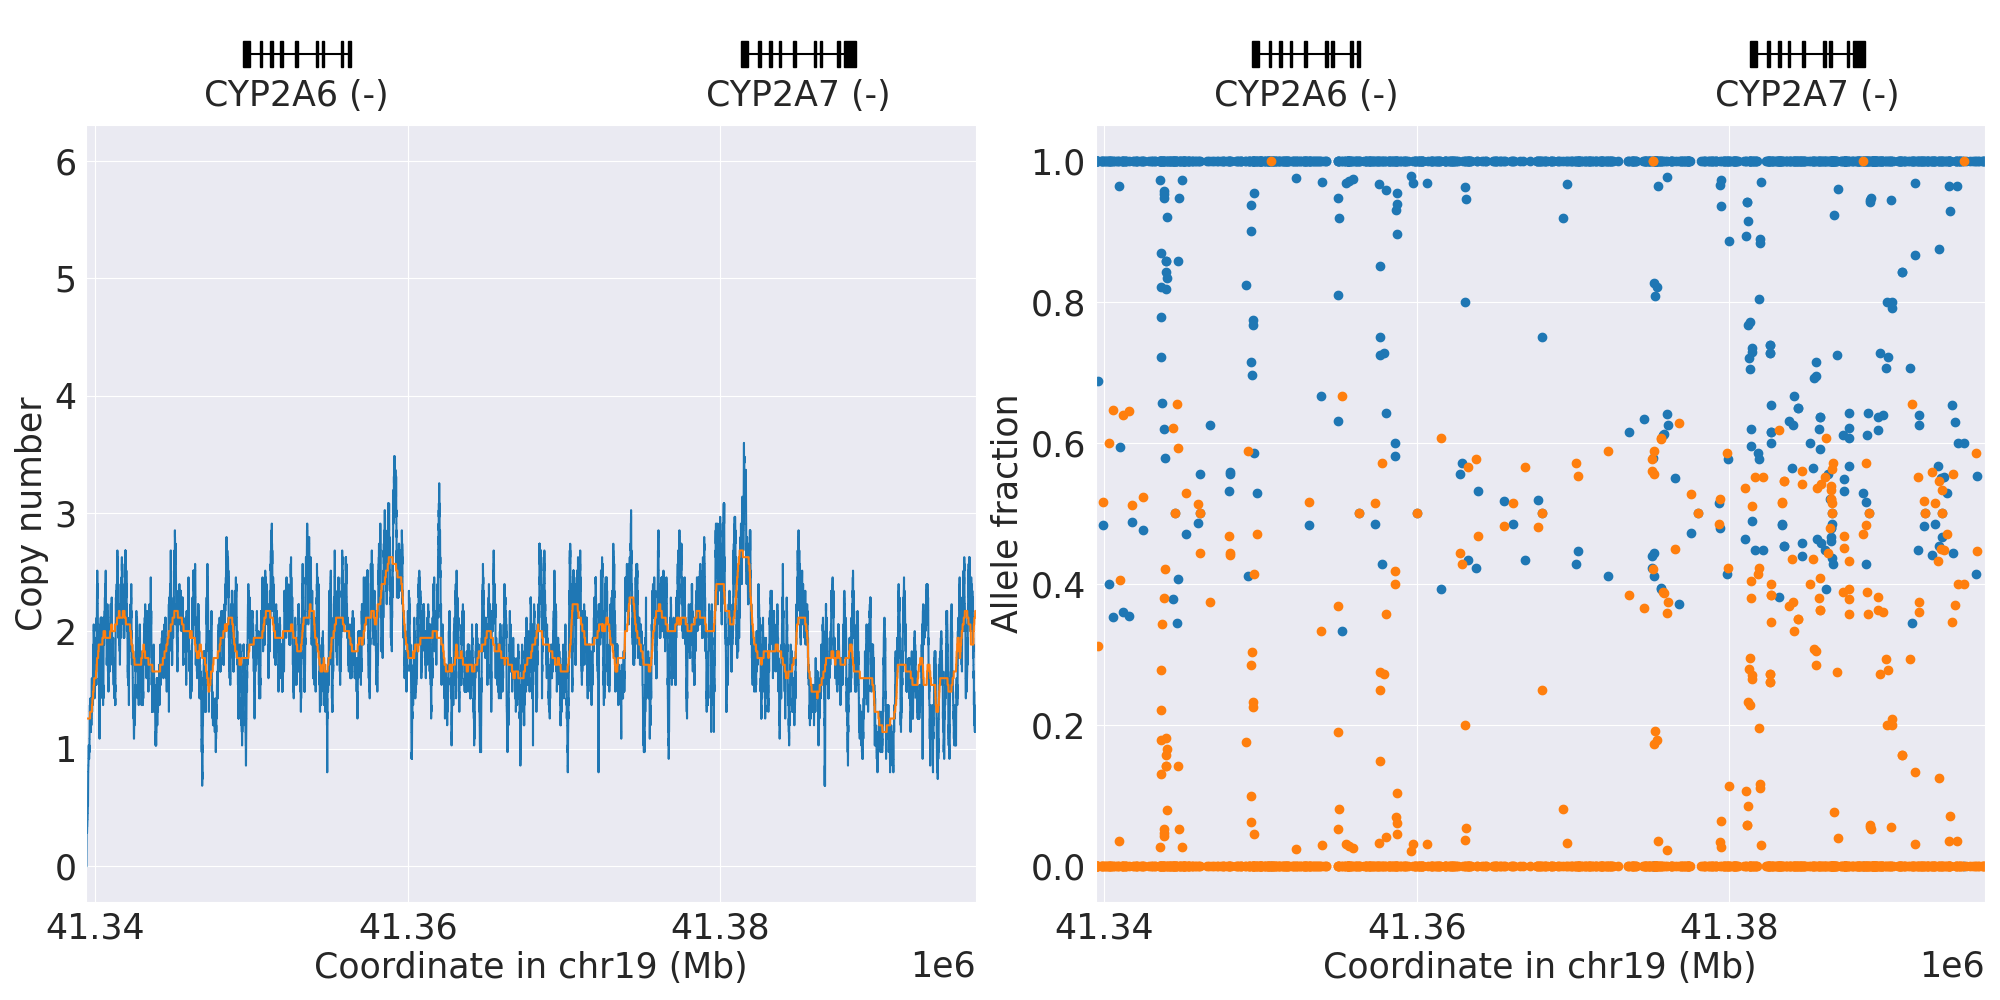 CYP2A6 (-)
CYP2A7 (-)
6
5
4
3
2
1
0
Copy number
41.34
41.36
41.38
Coordinate in chr19 (Mb)
1e6
CYP2A6 (-)
CYP2A7 (-)
1.0
0.8
0.6
0.4
0.2
0.0
Allele fraction
41.34
41.36
41.38
Coordinate in chr19 (Mb)
1e6